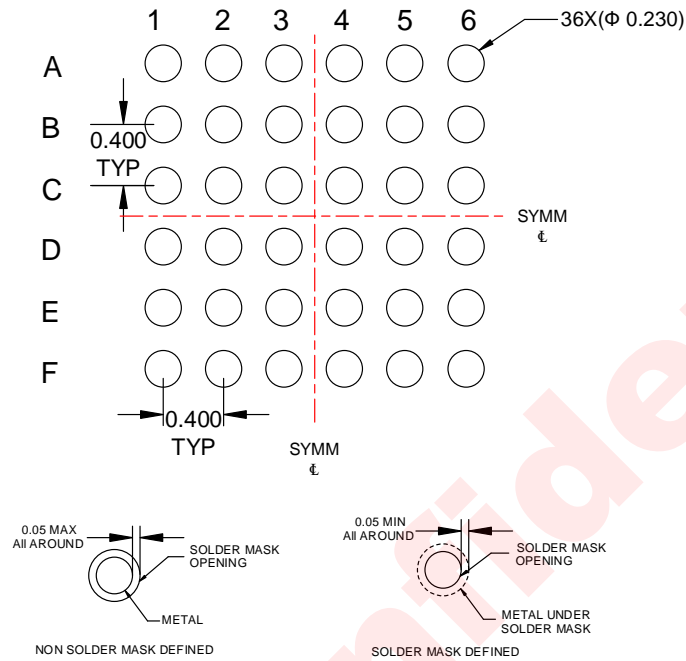 1 2 3 4 5 6
36X(Φ 0.230)
A
B
0.400
TYP
C
SYMM
℄
D
E
F
0.400
TYP
SYMM
℄
0.05 MAX
All AROUND
SOLDER MASK
OPENING
METAL
NON SOLDER MASK DEFINED
0.05 MIN
All AROUND
SOLDER MASK
OPENING
METAL UNDER
SOLDER MASK
SOLDER MASK DEFINED
nfide